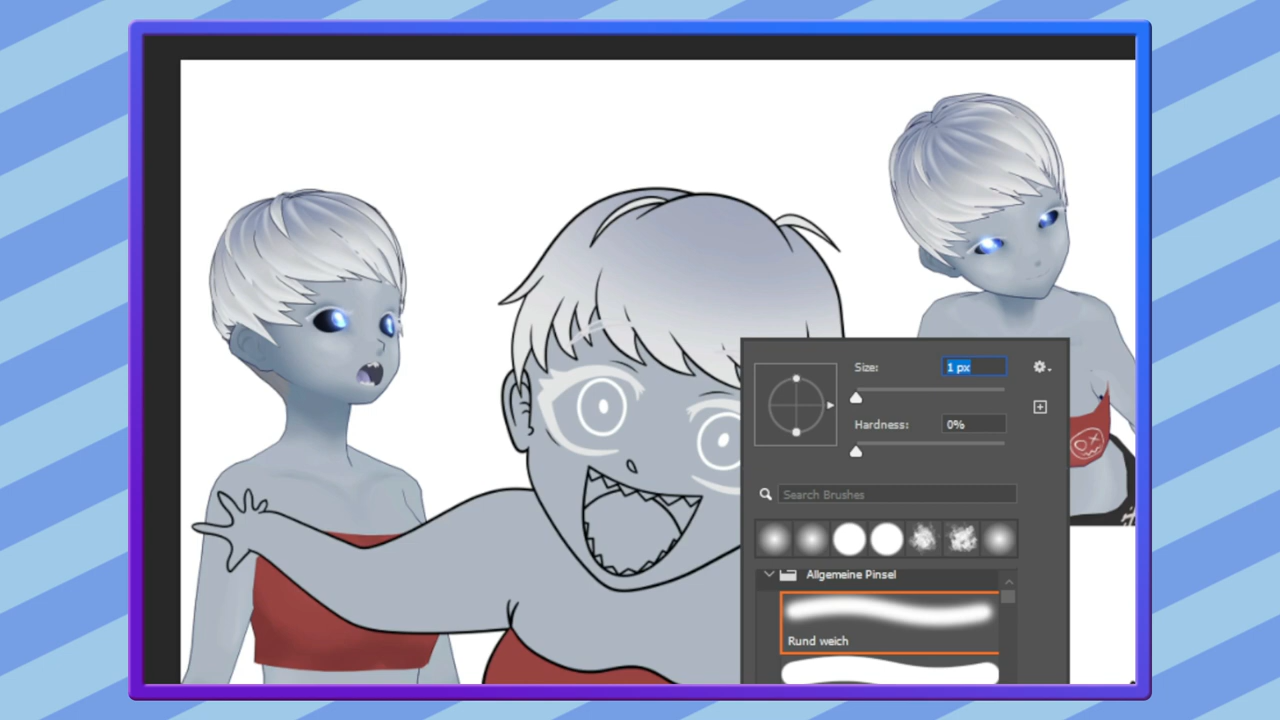 Size:
1 px
Hardness:
0%
Search Brushes
Allgemeine Pinsel
Rund weich